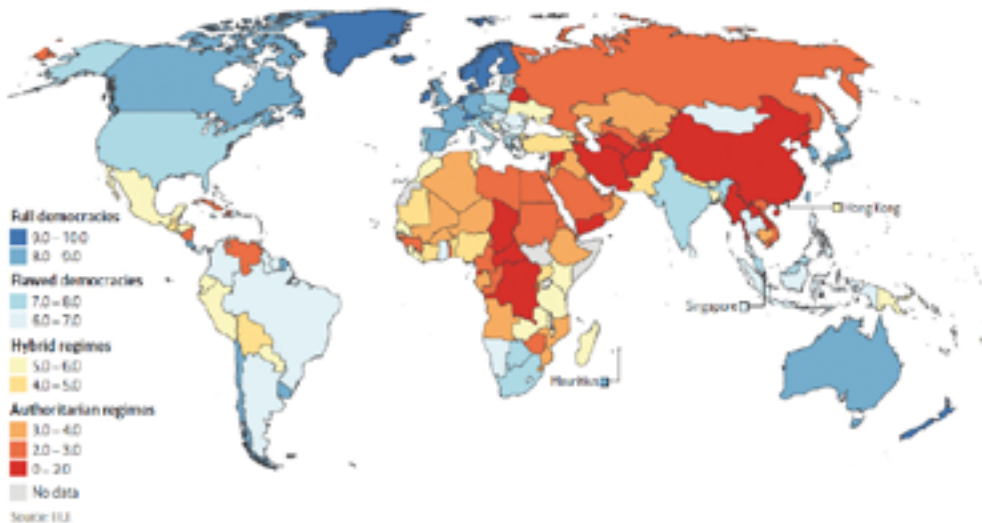 Full democracies
9.0 – 10.0
8.0 – 9.0
Flawed democracies
7.0 – 8.0
6.0 – 7.0
Hybrid regimes
5.0 – 6.0
4.0 – 5.0
Authoritarian regimes
3.0 – 4.0
2.0 – 3.0
0 – 2.0
No data
Source: EIU
Hong Kong
Singapore
Mauritius